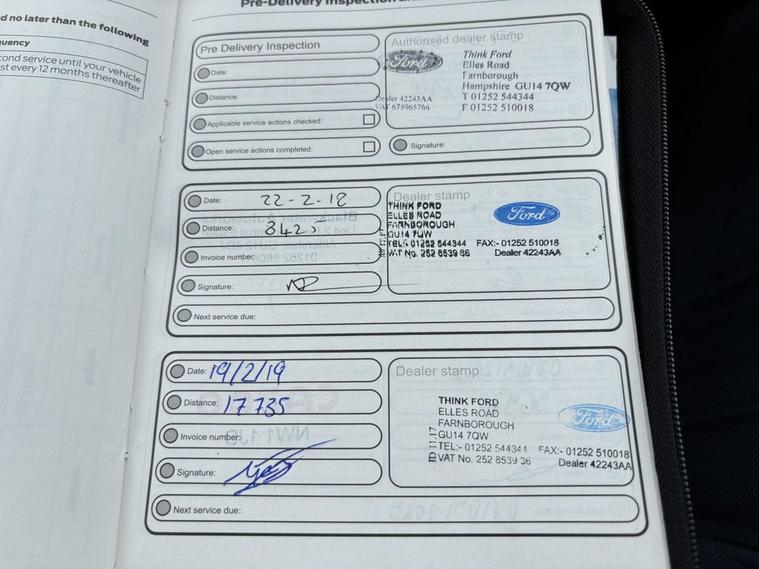 d no later than the following
quency
cond service until your vehicle
st every 12 months thereafter
Pre Delivery Inspection
Date:
Distance:
Applicable service actions checked:
Open service actions completed:
Authorised dealer stamp
Ford
Think Ford
Elles Road
Farnborough
Hampshire GU14 7QW
T 01252 544344
F 01252 510018
Dealer 42243AA
VAT 675965766
Signature:
Date: 22-2-18
Distance: 8425
Invoice number:
Signature:
Next service due:
Dealer stamp
THINK FORD
ELLES ROAD
FARNBOROUGH
GU14 7QW
TEL:- 01252 544344 FAX:- 01252 510018
VAT No. 252 8539 36 Dealer 42243AA
Ford
Date: 19/2/19
Distance: 17735
Invoice number:
Signature:
Next service due:
Dealer stamp
THINK FORD
ELLES ROAD
FARNBOROUGH
GU14 7QW
TEL:- 01252 544344 FAX:- 01252 510018
VAT No. 252 8539 36 Dealer 42243AA
ID 11.17
Ford